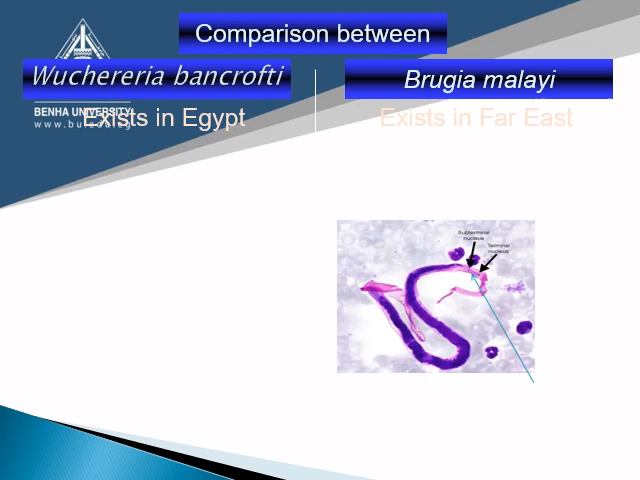 Comparison between
Wuchereria bancrofti
Brugia malayi
BENHA UNIVERSITY
Exists in Egypt
Exists in Far East
Subterminal
nucleus
Terminal
nucleus